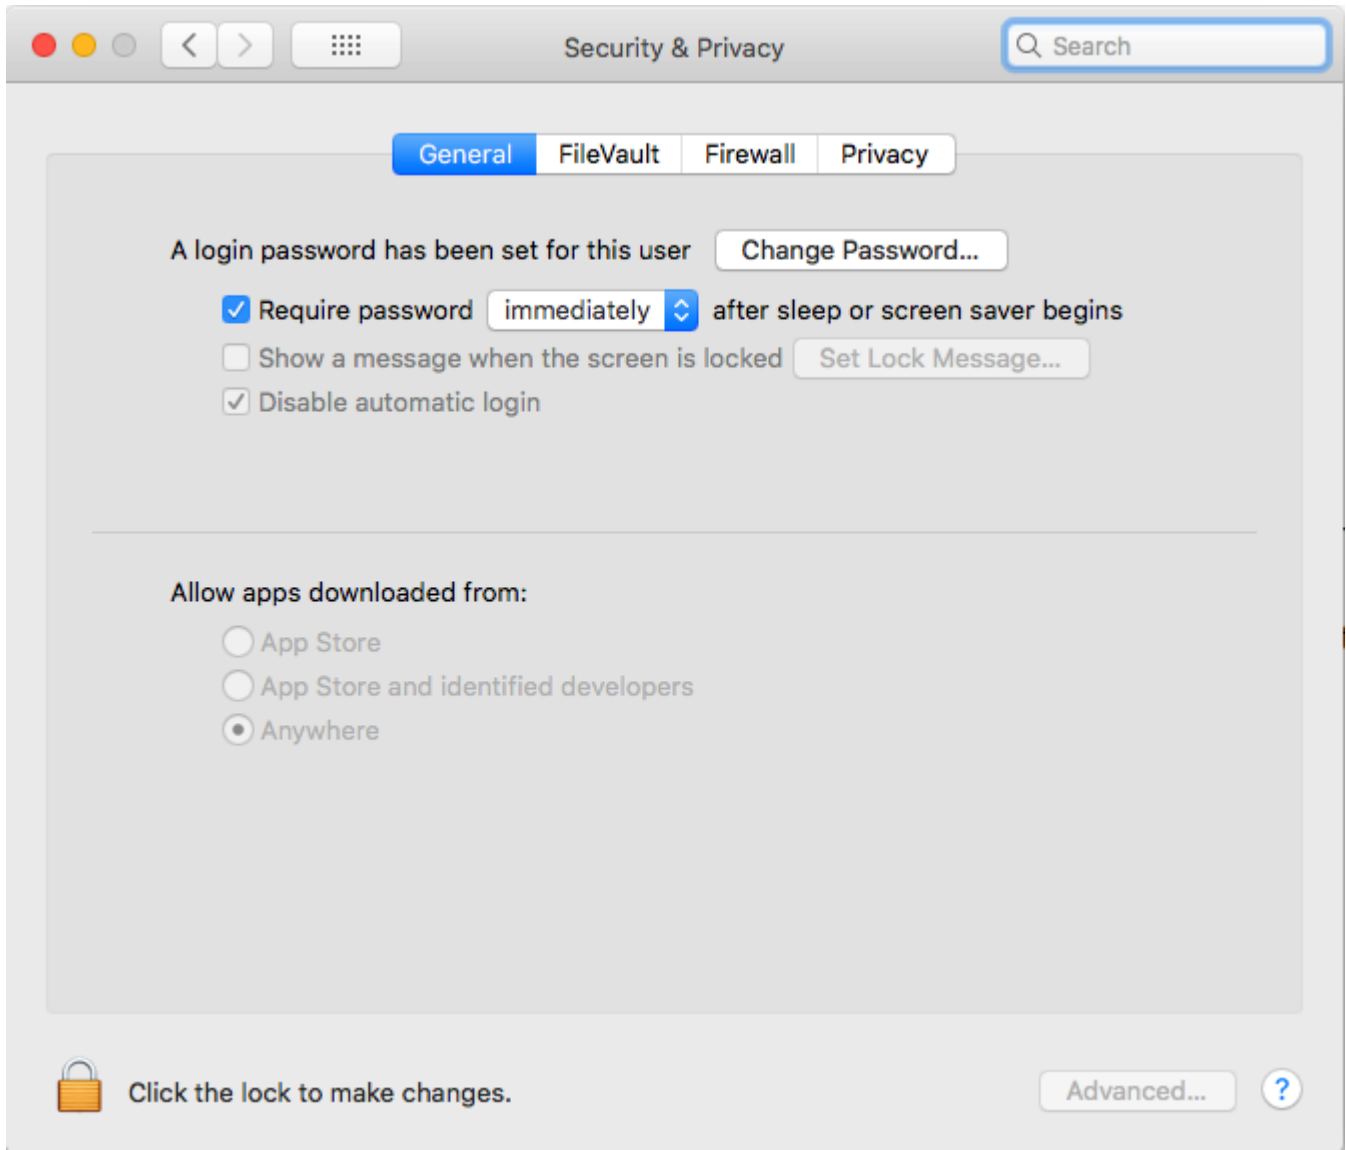 Security & Privacy
Search
General FileVault Firewall Privacy
A login password has been set for this user Change Password...
Require password immediately after sleep or screen saver begins
Show a message when the screen is locked Set Lock Message...
Disable automatic login
Allow apps downloaded from:
App Store
App Store and identified developers
Anywhere
Click the lock to make changes.
Advanced... ?